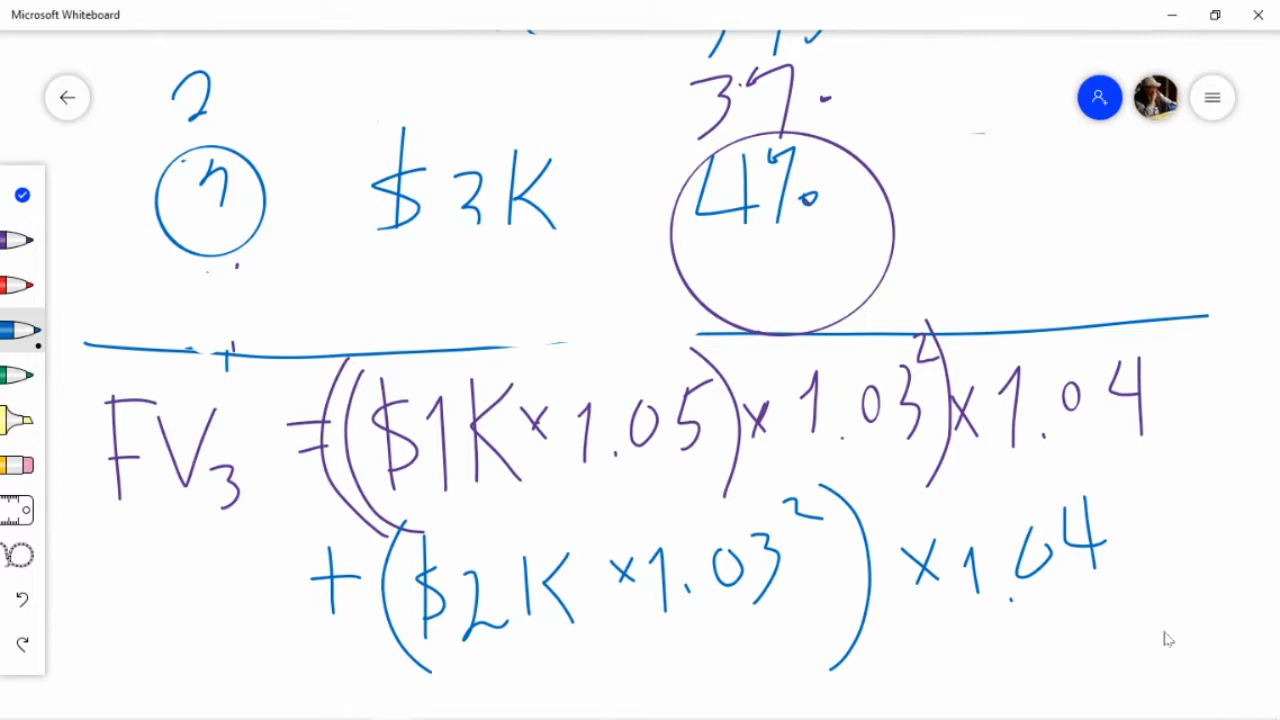 Microsoft Whiteboard
2 3%
3 $3K 4%
FV3 = (($1K × 1.05) × 1.03²) × 1.04
+ ($2K × 1.03²) × 1.04